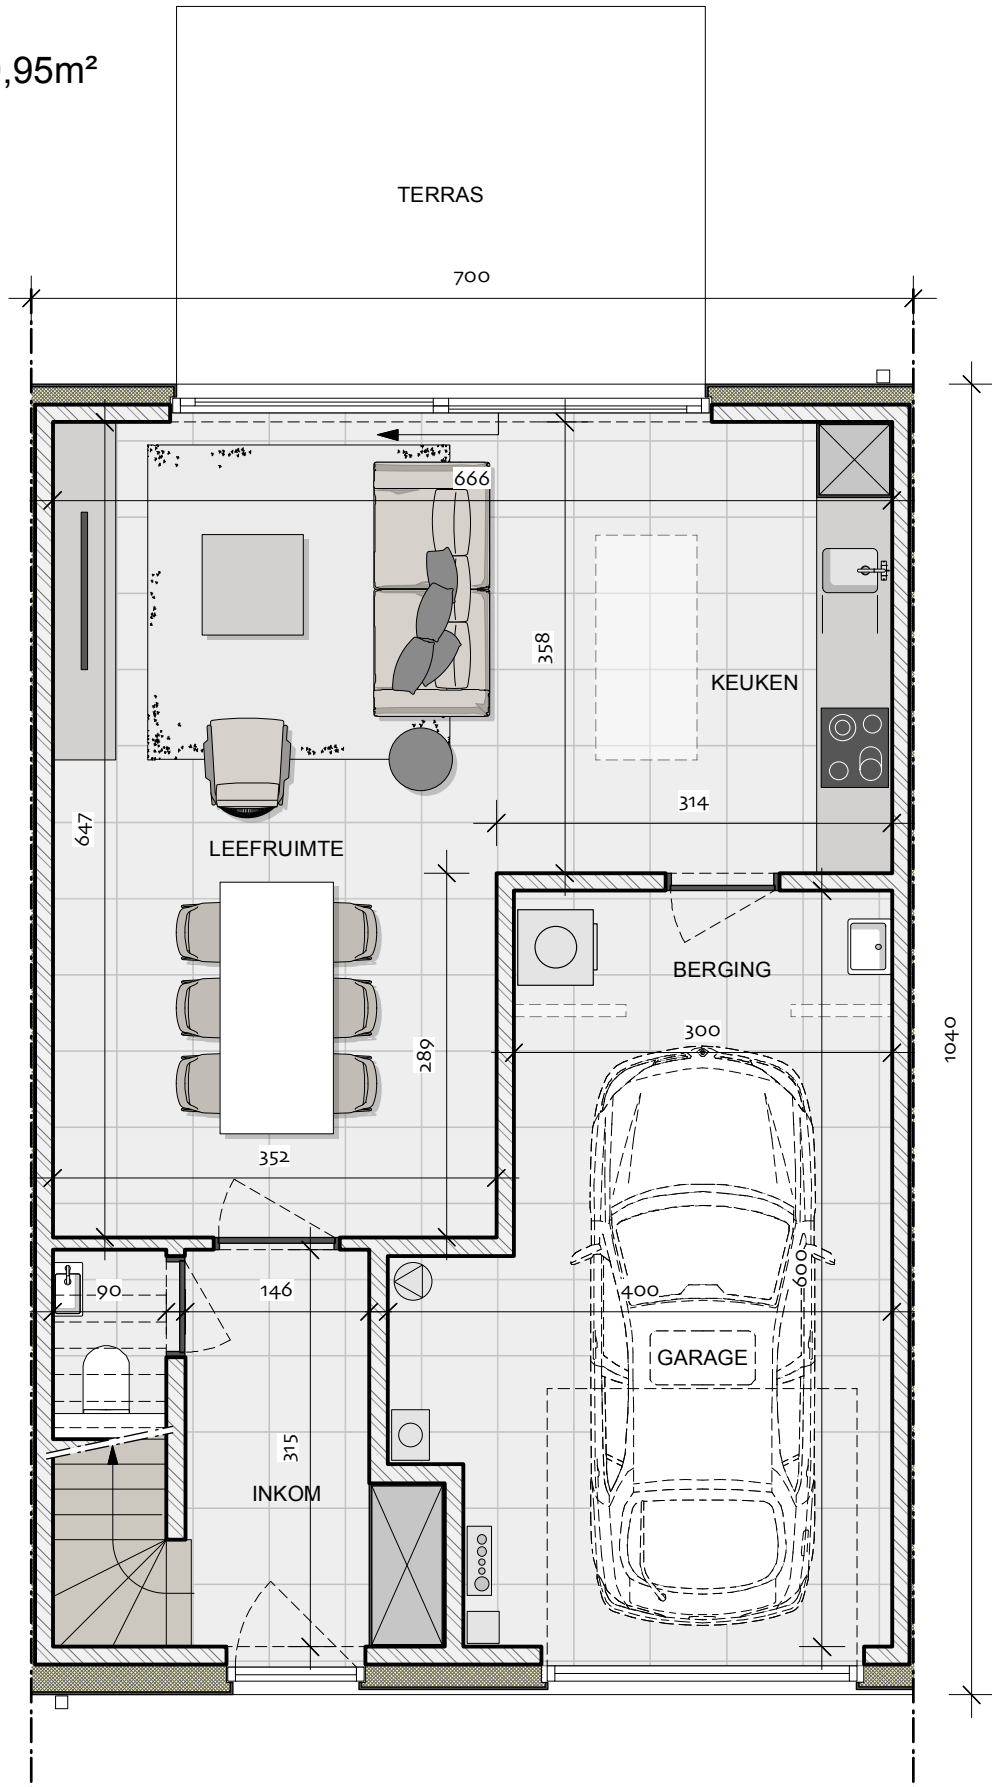 ,95m²
TERRAS
700
666
358
KEUKEN
314
647
LEEFRUIMTE
BERGING
300
289
1040
352
90
146
400
600
GARAGE
315
INKOM